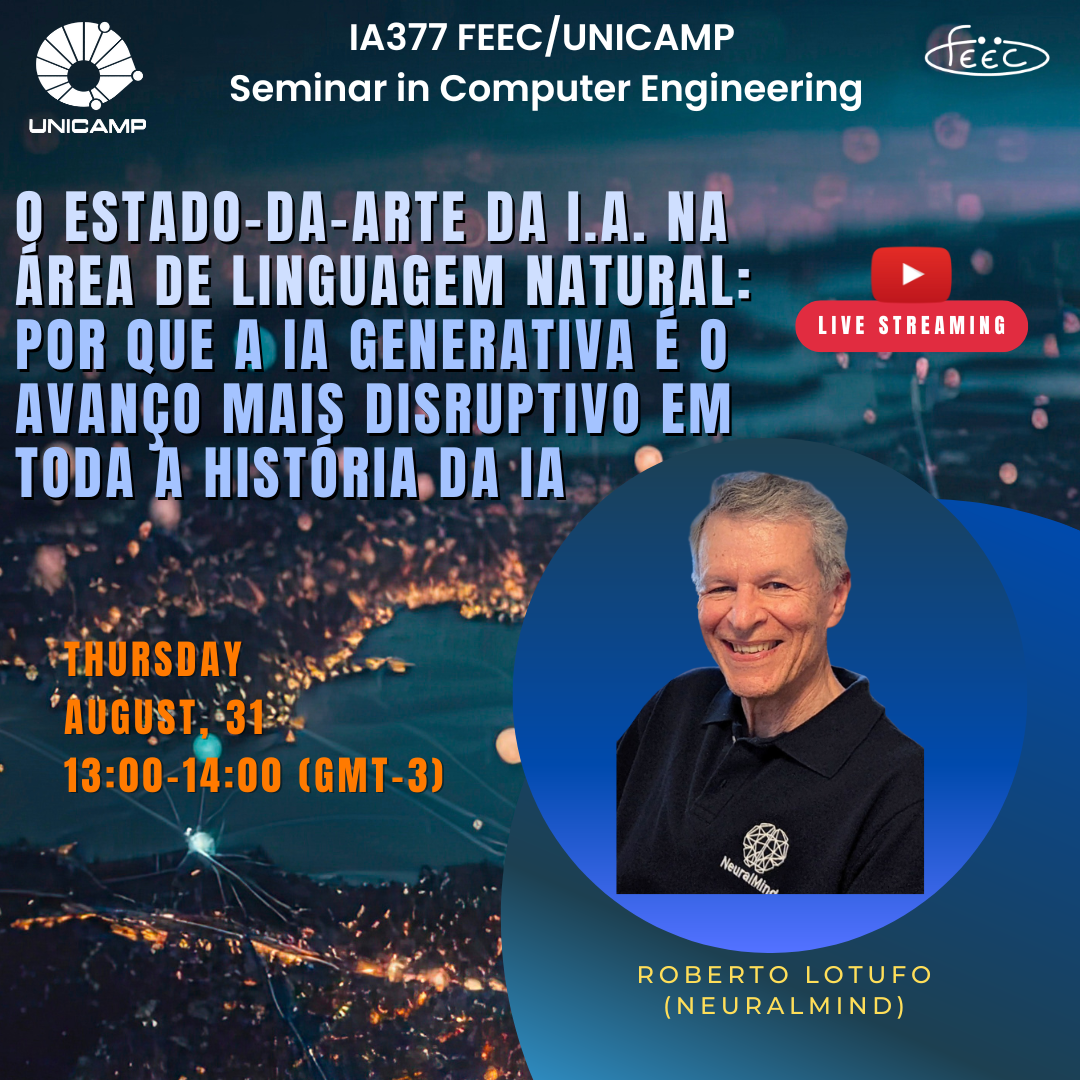 UNICAMP
IA377 FEEC/UNICAMP
Seminar in Computer Engineering
FEEC
O ESTADO-DA-ARTE DA I.A. NA
ÁREA DE LINGUAGEM NATURAL:
POR QUE A IA GENERATIVA É O
AVANÇO MAIS DISRUPTIVO EM
TODA A HISTÓRIA DA IA
LIVE STREAMING
THURSDAY
AUGUST, 31
13:00-14:00 (GMT-3)
NeuralMind
ROBERTO LOTUFO
(NEURALMIND)